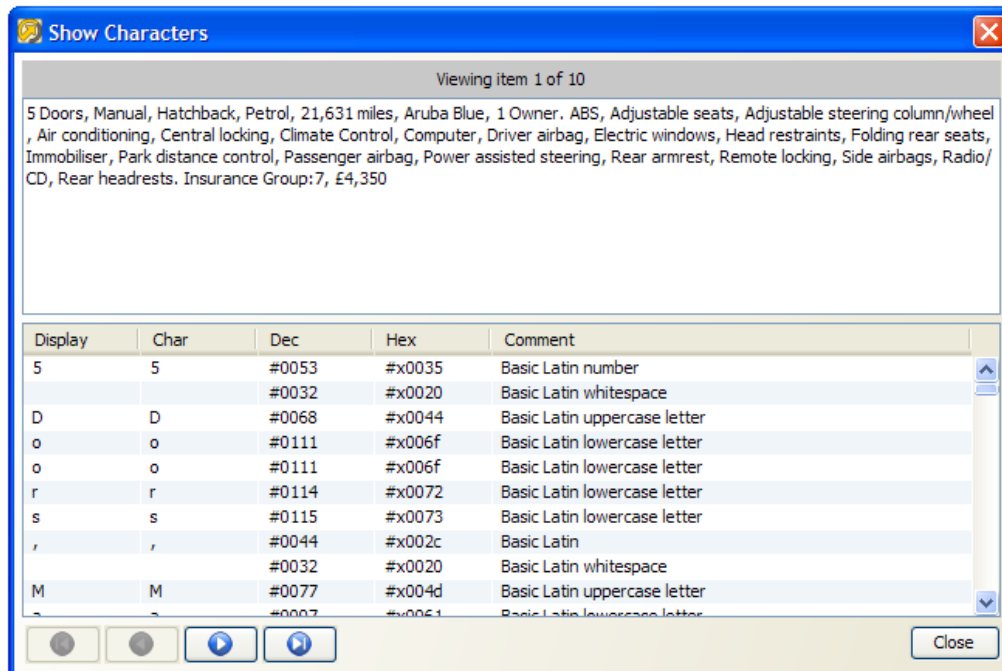 Show Characters
Viewing item 1 of 10
5 Doors, Manual, Hatchback, Petrol, 21,631 miles, Aruba Blue, 1 Owner. ABS, Adjustable seats, Adjustable steering column/wheel
, Air conditioning, Central locking, Climate Control, Computer, Driver airbag, Electric windows, Head restraints, Folding rear seats,
Immobiliser, Park distance control, Passenger airbag, Power assisted steering, Rear armrest, Remote locking, Side airbags, Radio/
CD, Rear headrests. Insurance Group:7, £4,350
Display Char Dec Hex Comment
5 5 #0053 #x0035 Basic Latin number
#0032 #x0020 Basic Latin whitespace
D D #0068 #x0044 Basic Latin uppercase letter
o o #0111 #x006f Basic Latin lowercase letter
o o #0111 #x006f Basic Latin lowercase letter
r r #0114 #x0072 Basic Latin lowercase letter
s s #0115 #x0073 Basic Latin lowercase letter
, , #0044 #x002c Basic Latin
#0032 #x0020 Basic Latin whitespace
M M #0077 #x004d Basic Latin uppercase letter
a a #0097 #x0061 Basic Latin lowercase letter
Close